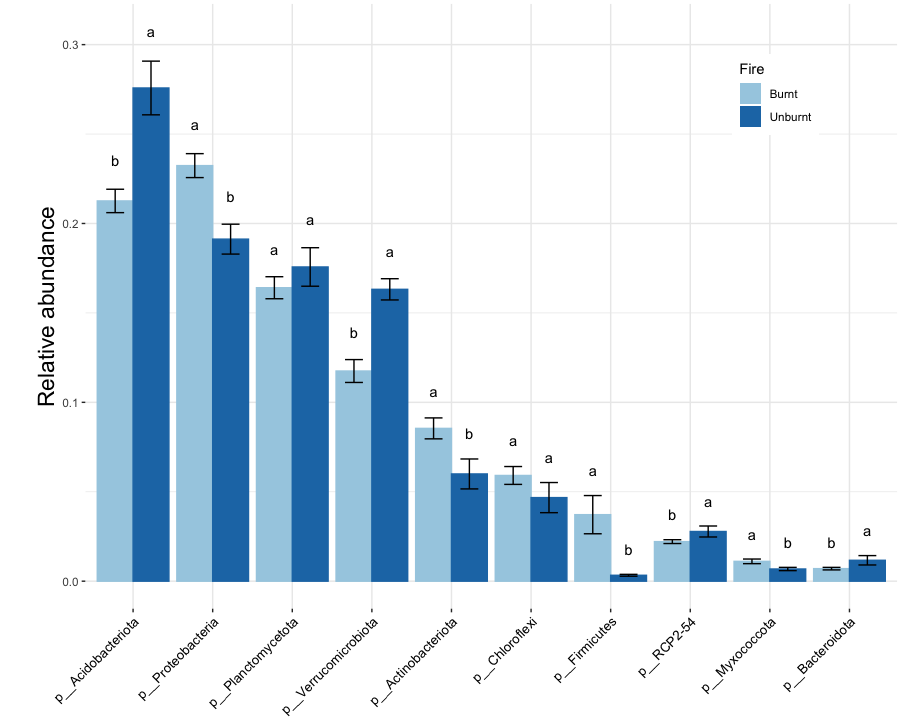 Relative abundance
0.3
0.2
0.1
0.0
b a
a b
a a
b a
a b
a a
a b
b a
a b
b a
Fire
Burnt
Unburnt
p__Acidobacteriota
p__Proteobacteria
p__Planctomycetota
p__Verrucomicrobiota
p__Actinobacteriota
p__Chloroflexi
p__Firmicutes
p__RCP2-54
p__Myxococcota
p__Bacteroidota